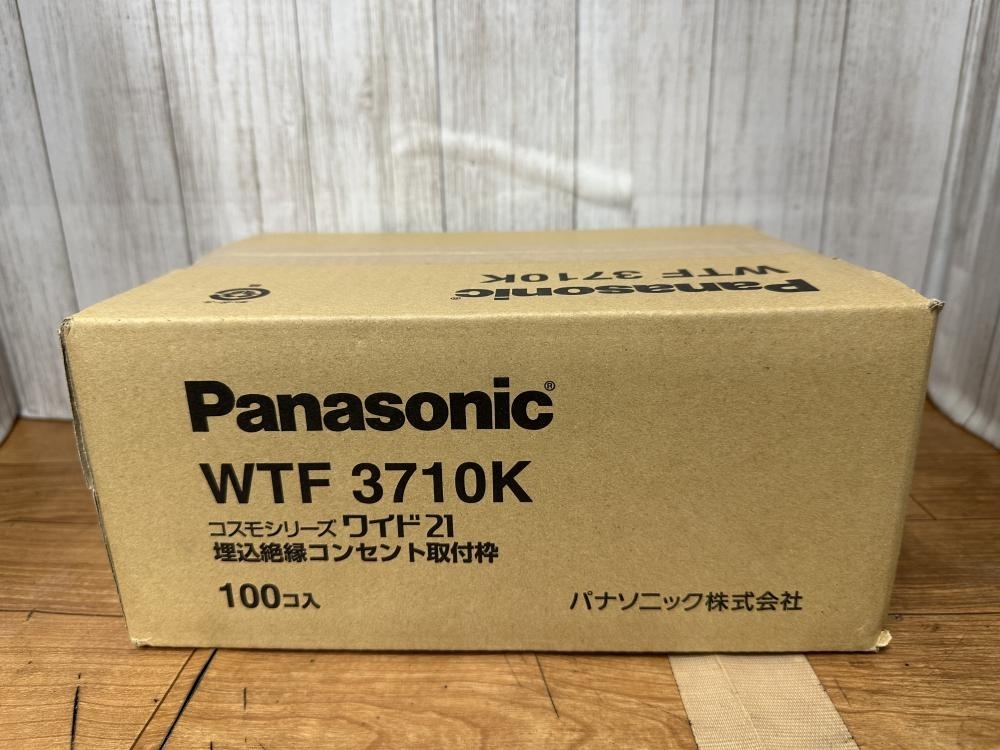 Panasonic®
WTF 3710K
Panasonic®
WTF 3710K
コスモシリーズ ワイド21
埋込絶縁コンセント取付枠
100コ入
パナソニック株式会社